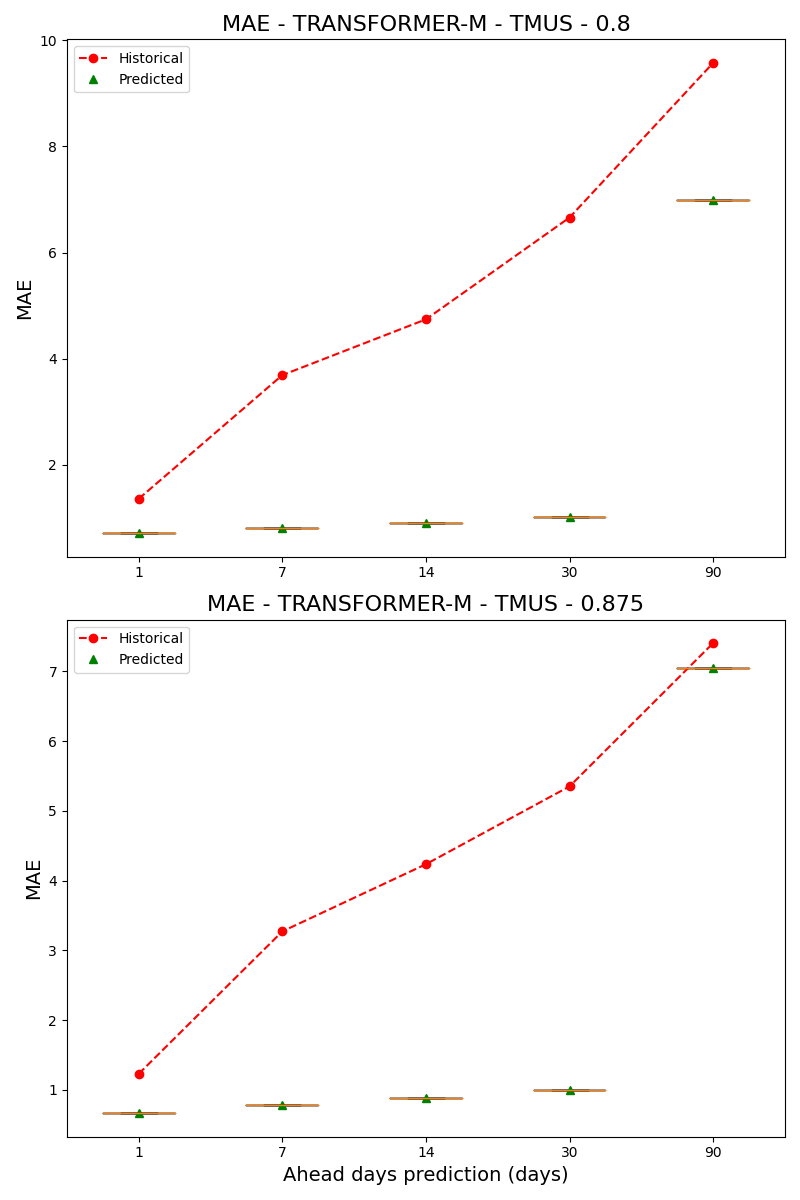 MAE - TRANSFORMER-M - TMUS - 0.8
10
Historical
Predicted
8
6
MAE
4
2
1 7 14 30 90
MAE - TRANSFORMER-M - TMUS - 0.875
Historical
Predicted
7
6
5
MAE
4
3
2
1
1 7 14 30 90
Ahead days prediction (days)